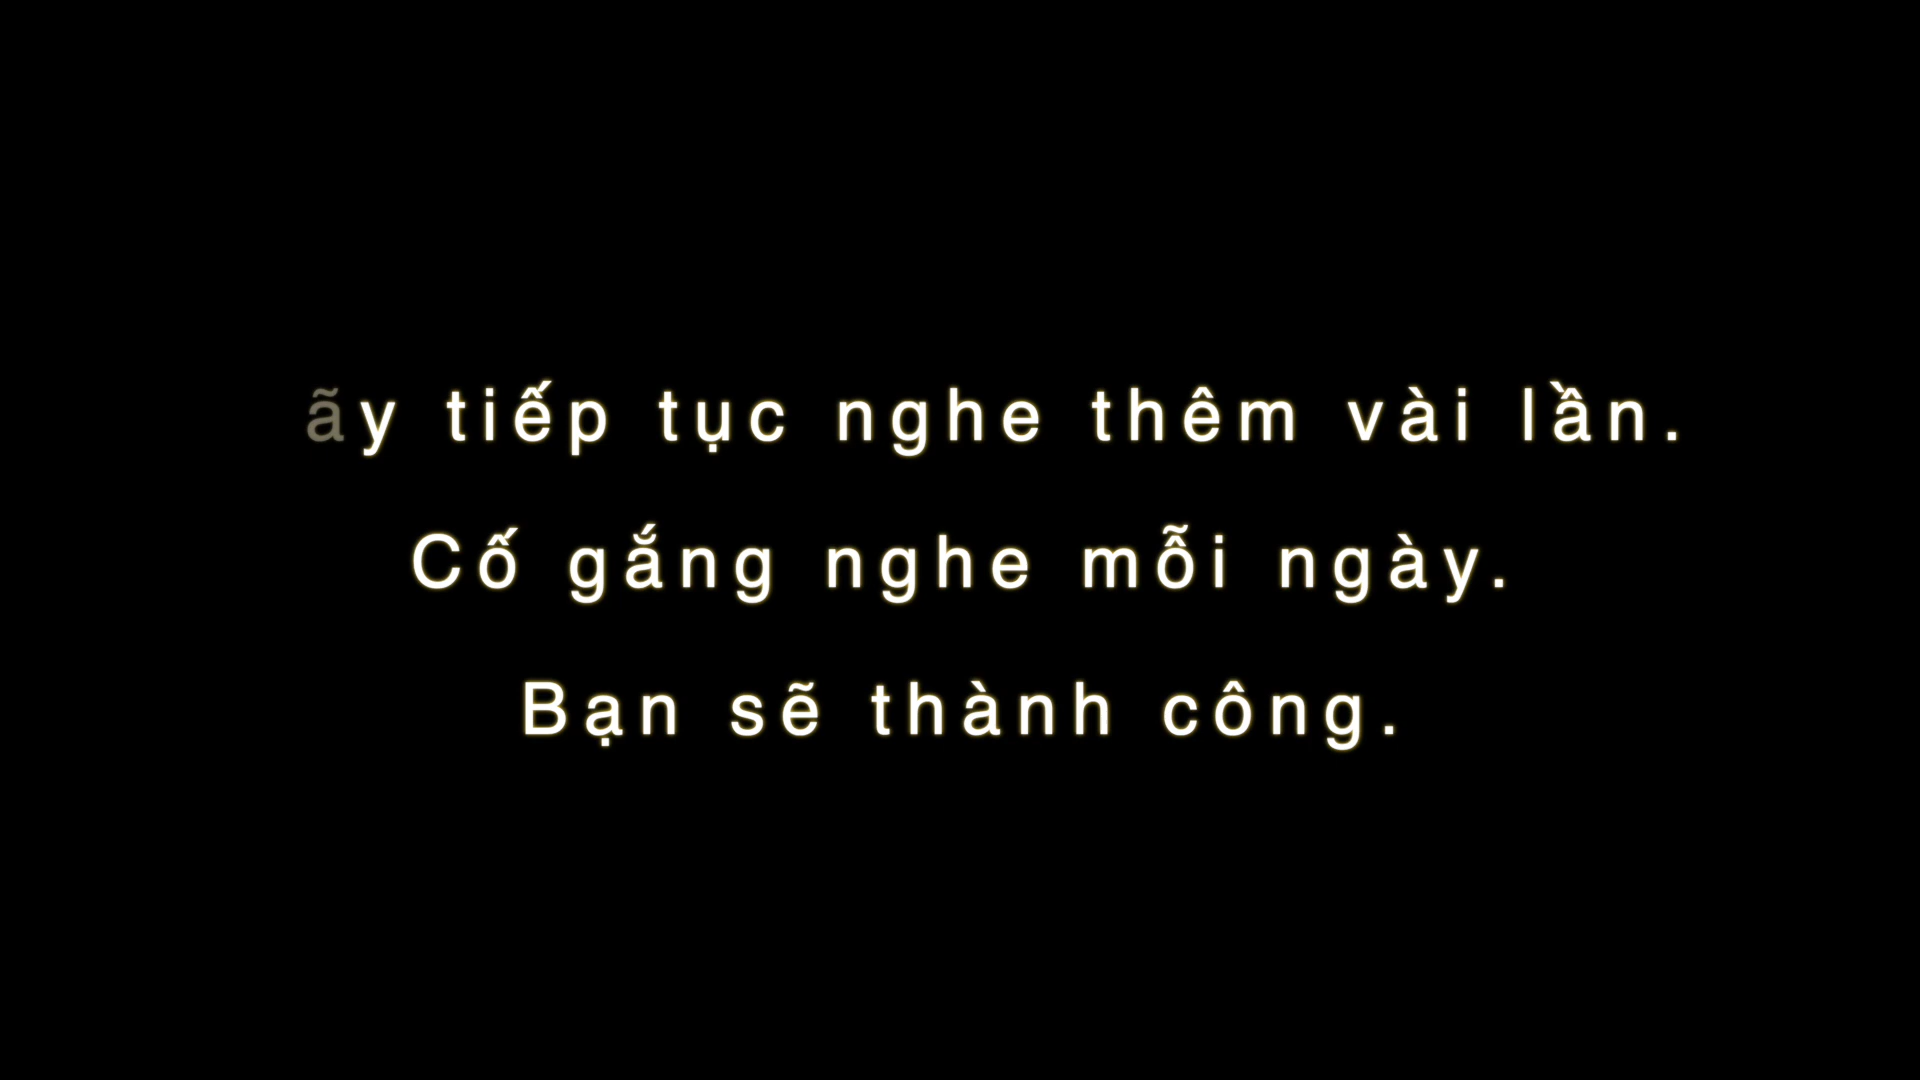 ãy tiếp tục nghe thêm vài lần.
Cố gắng nghe mỗi ngày.
Bạn sẽ thành công.